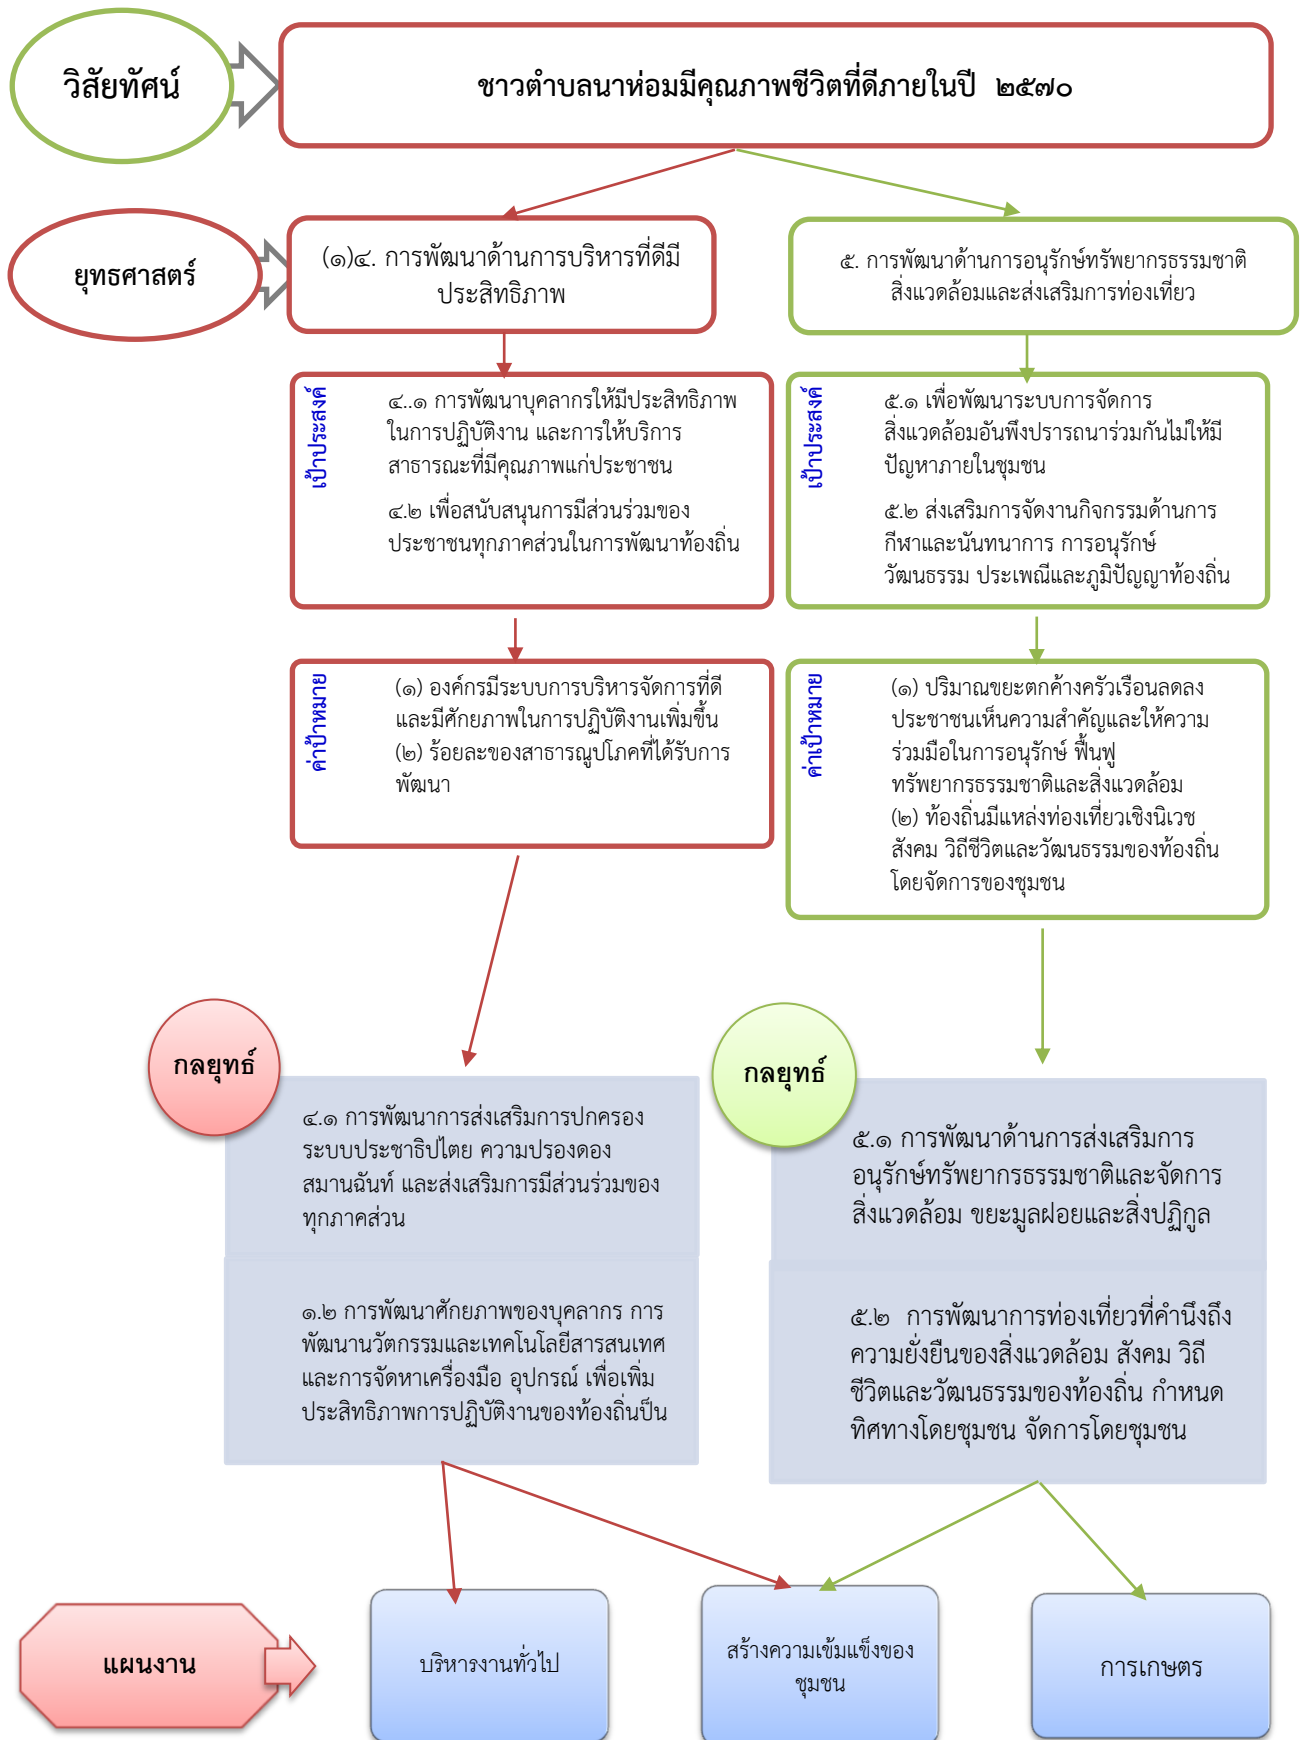 วิสัยทัศน์
ชาวตำบลนาห่อมมีคุณภาพชีวิตที่ดีภายในปี ๒๕๗๐
ยุทธศาสตร์
(๑)๔. การพัฒนาด้านการบริหารที่ดีมี
ประสิทธิภาพ
๕. การพัฒนาด้านการอนุรักษ์ทรัพยากรธรรมชาติ
สิ่งแวดล้อมและส่งเสริมการท่องเที่ยว
เป้าประสงค์
๔..๑ การพัฒนาบุคลากรให้มีประสิทธิภาพ
ในการปฏิบัติงาน และการให้บริการ
สาธารณะที่มีคุณภาพแก่ประชาชน
๔.๒ เพื่อสนับสนุนการมีส่วนร่วมของ
ประชาชนทุกภาคส่วนในการพัฒนาท้องถิ่น
เป้าประสงค์
๕.๑ เพื่อพัฒนาระบบการจัดการ
สิ่งแวดล้อมอันพึงปรารถนาร่วมกันไม่ให้มี
ปัญหาภายในชุมชน
๕.๒ ส่งเสริมการจัดงานกิจกรรมด้านการ
กีฬาและนันทนาการ การอนุรักษ์
วัฒนธรรม ประเพณีและภูมิปัญญาท้องถิ่น
ค่าป้าหมาย
(๑) องค์กรมีระบบการบริหารจัดการที่ดี
และมีศักยภาพในการปฏิบัติงานเพิ่มขึ้น
(๒) ร้อยละของสาธารณูปโภคที่ได้รับการ
พัฒนา
ค่าเป้าหมาย
(๑) ปริมาณขยะตกค้างครัวเรือนลดลง
ประชาชนเห็นความสำคัญและให้ความ
ร่วมมือในการอนุรักษ์ ฟื้นฟู
ทรัพยากรธรรมชาติและสิ่งแวดล้อม
(๒) ท้องถิ่นมีแหล่งท่องเที่ยวเชิงนิเวช
สังคม วิถีชีวิตและวัฒนธรรมของท้องถิ่น
โดยจัดการของชุมชน
กลยุทธ์
๔.๑ การพัฒนาการส่งเสริมการปกครอง
ระบบประชาธิปไตย ความปรองดอง
สมานฉันท์ และส่งเสริมการมีส่วนร่วมของ
ทุกภาคส่วน
๑.๒ การพัฒนาศักยภาพของบุคลากร การ
พัฒนานวัตกรรมและเทคโนโลยีสารสนเทศ
และการจัดหาเครื่องมือ อุปกรณ์ เพื่อเพิ่ม
ประสิทธิภาพการปฏิบัติงานของท้องถิ่นป็น
กลยุทธ์
๕.๑ การพัฒนาด้านการส่งเสริมการ
อนุรักษ์ทรัพยากรธรรมชาติและจัดการ
สิ่งแวดล้อม ขยะมูลฝอยและสิ่งปฏิกูล
๕.๒ การพัฒนาการท่องเที่ยวที่คำนึงถึง
ความยั่งยืนของสิ่งแวดล้อม สังคม วิถี
ชีวิตและวัฒนธรรมของท้องถิ่น กำหนด
ทิศทางโดยชุมชน จัดการโดยชุมชน
แผนงาน
บริหารงานทั่วไป
สร้างความเข้มแข็งของ
ชุมชน
การเกษตร